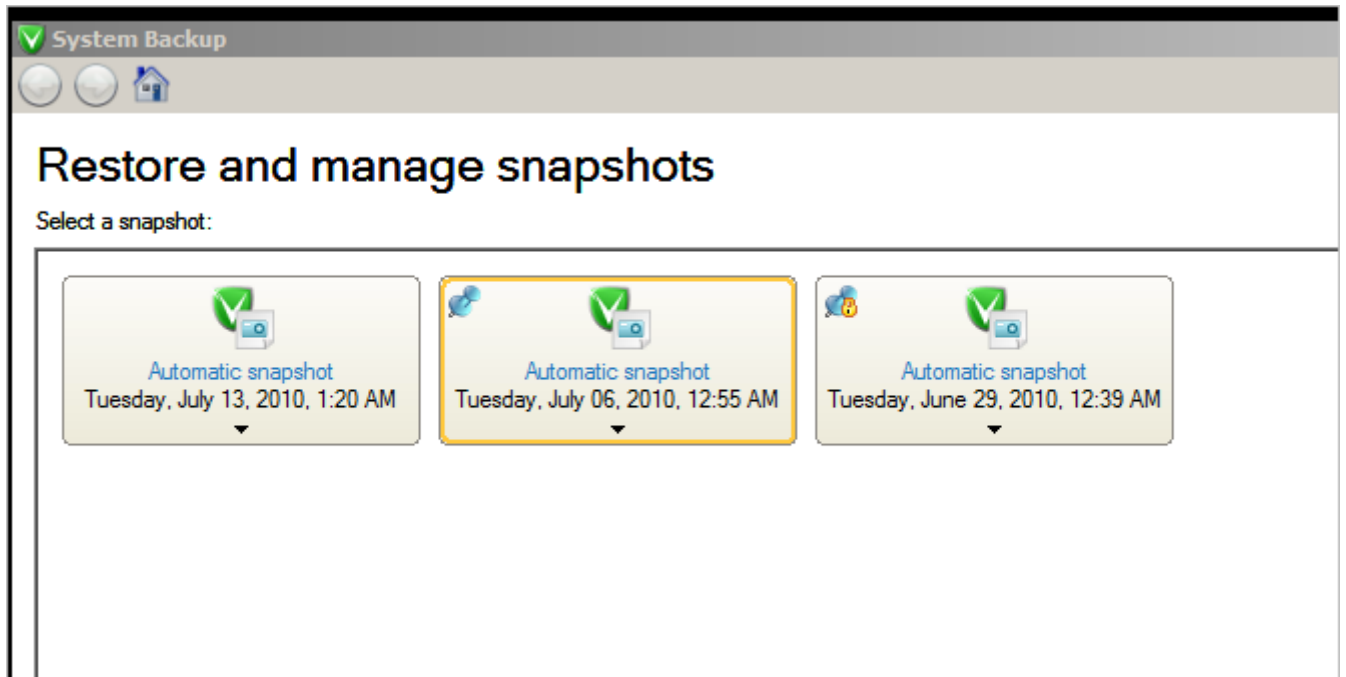 System Backup
Restore and manage snapshots
Select a snapshot:
Automatic snapshot
Tuesday, July 13, 2010, 1:20 AM
Automatic snapshot
Tuesday, July 06, 2010, 12:55 AM
Automatic snapshot
Tuesday, June 29, 2010, 12:39 AM